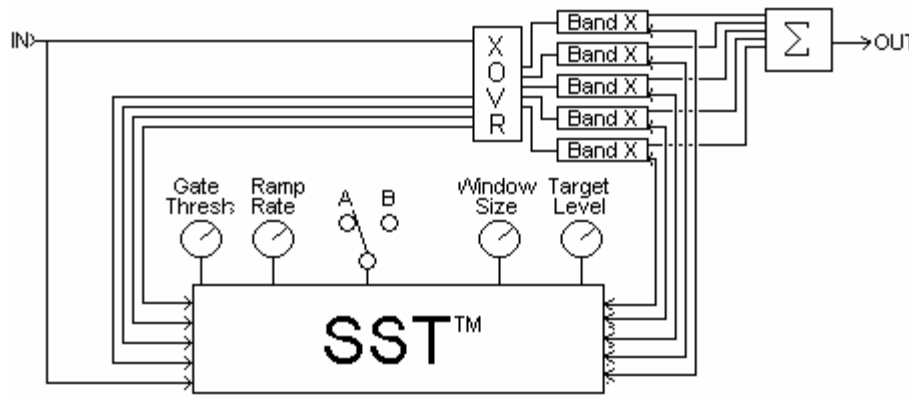 IN
X
O
V
R
Band X
Band X
Band X
Band X
Band X
Σ
OUT
Gate
Thresh
Ramp
Rate
A
B
Window
Size
Target
Level
SST™